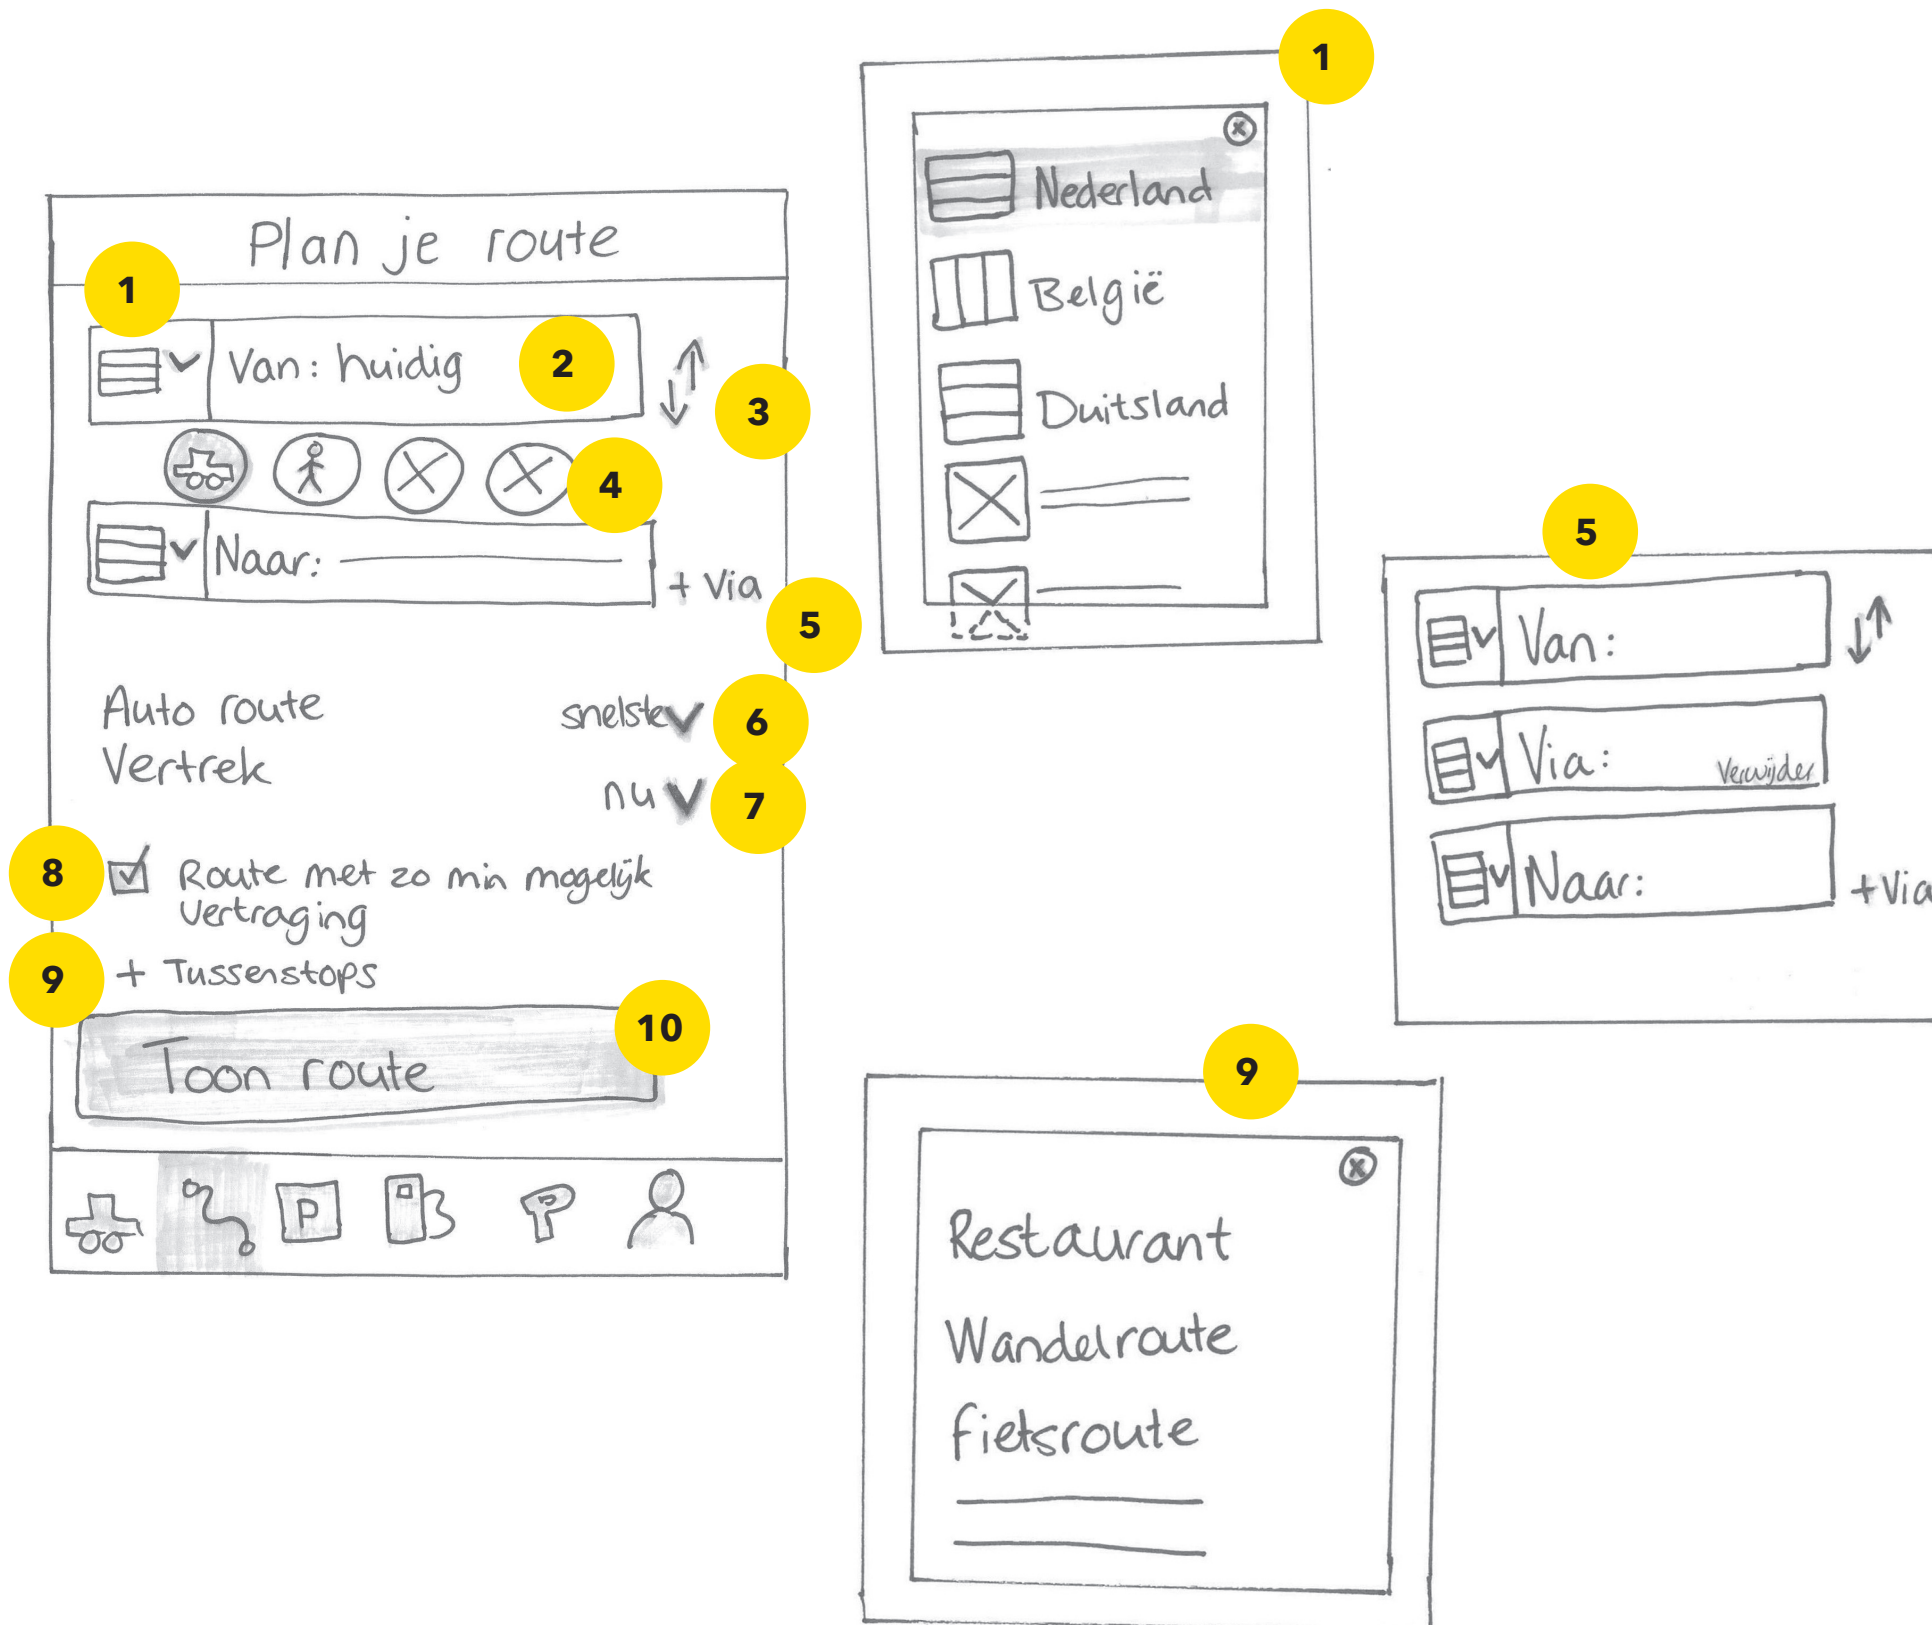 Plan je route
1
Van: huidig
2
3
4
Naar:
+ Via
5
Auto route
snelste
6
Vertrek
nu
7
8
Route met zo min mogelijk
vertraging
9
+ Tussenstops
10
Toon route
P
1
Nederland
België
Duitsland
5
Van:
Via:
Verwijder
Naar:
+Via
9
Restaurant
Wandelroute
fietsroute